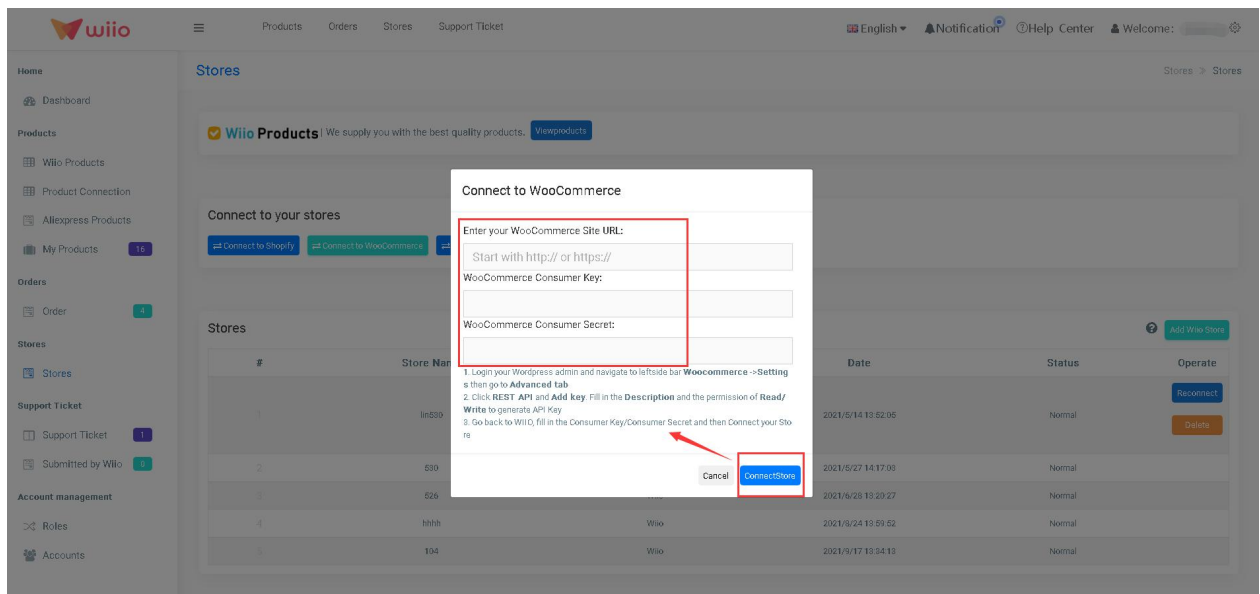 wiio
Products Orders Stores Support Ticket
English Notification Help Center Welcome:
Home
Dashboard
Products
Wiio Products
Product Connection
Aliexpress Products
My Products 16
Orders
Order 4
Stores
Stores
Support Ticket
Support Ticket 1
Submitted by Wiio 0
Account management
Roles
Accounts
Stores
Stores > Stores
Wiio Products | We supply you with the best quality products. Viewproducts
Connect to your stores
Connect to Shopify Connect to WooCommerce
Stores
Add Wiio Store
# Store Nam Date Status Operate
1 lin530 2021/5/14 13:52:06 Normal Reconnect
Delete
2 530 2021/5/27 14:17:09 Normal
3 526 2021/6/26 13:20:27 Normal
4 hhhh Wiio 2021/8/24 13:59:52 Normal
5 104 Wiio 2021/9/17 13:34:13 Normal
Connect to WooCommerce
Enter your WooCommerce Site URL:
Start with http:// or https://
WooCommerce Consumer Key:
WooCommerce Consumer Secret:
1. Login your Wordpress admin and navigate to leftside bar Woocommerce ->Setting
s then go to Advanced tab
2. Click REST API and Add key. Fill in the Description and the permission of Read/
Write to generate API Key
3. Go back to WIIO, fill in the Consumer Key/Consumer Secret and then Connect your Sto
re
Cancel ConnectStore